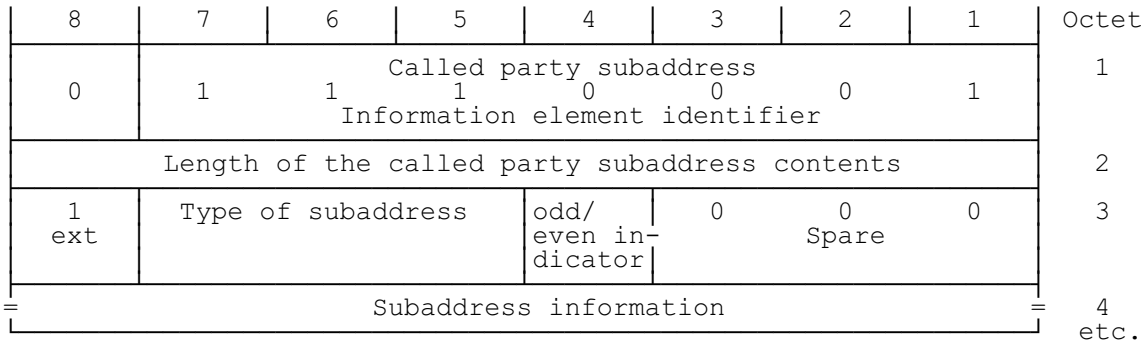 8 7 6 5 4 3 2 1 Octet
Called party subaddress 1
0 1 1 1 0 0 0 1
Information element identifier
Length of the called party subaddress contents 2
1 Type of subaddress odd/ 0 0 0 3
ext even in- Spare
dicator
= Subaddress information = 4
etc.